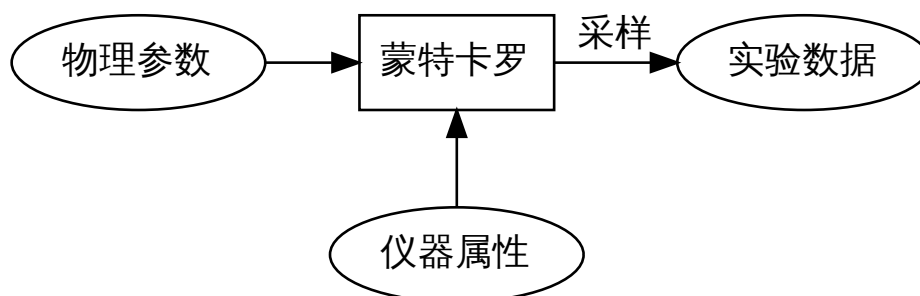 物理参数
蒙特卡罗
采样
实验数据
仪器属性